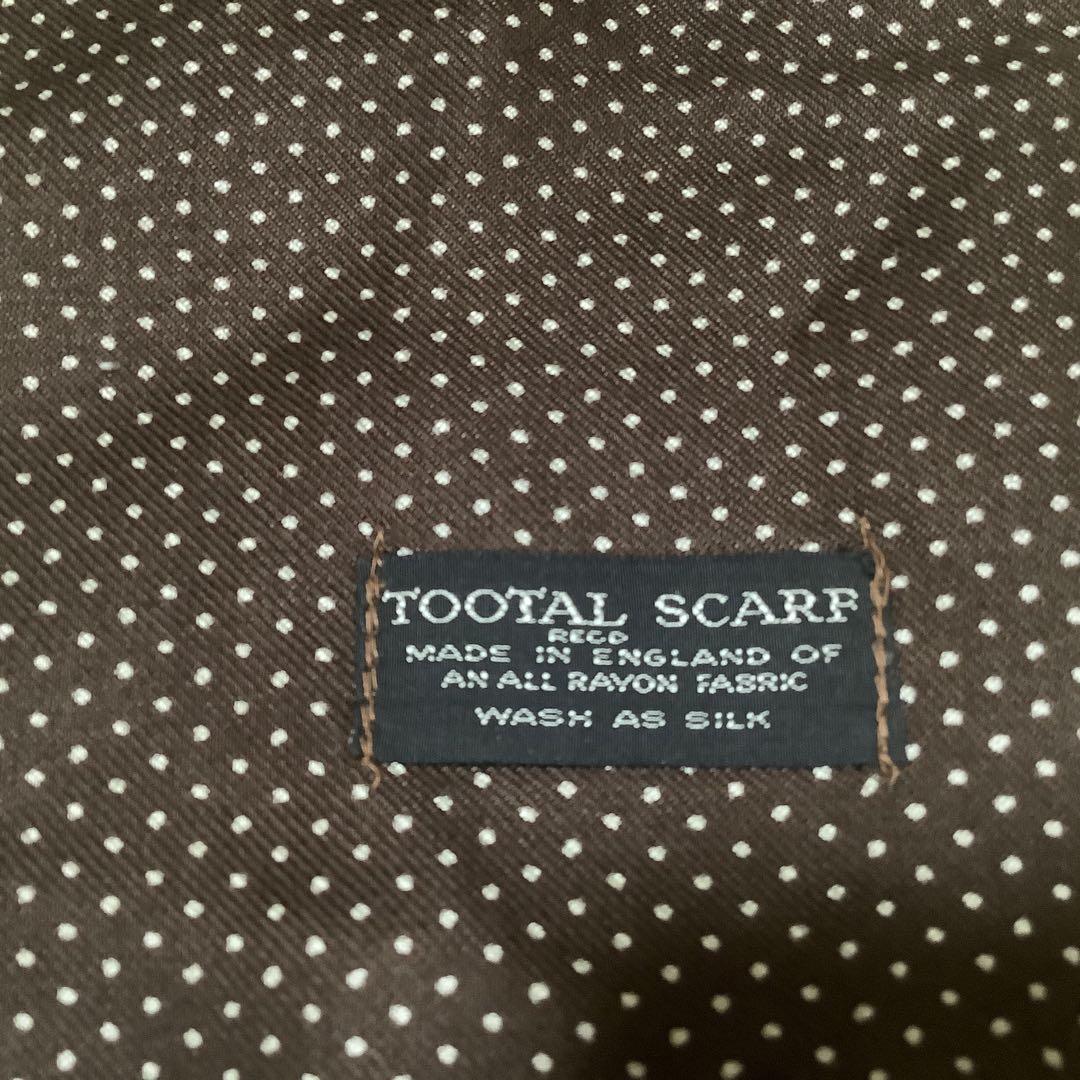 TOOTAL SCARF
REGD
MADE IN ENGLAND OF
AN ALL RAYON FABRIC
WASH AS SILK